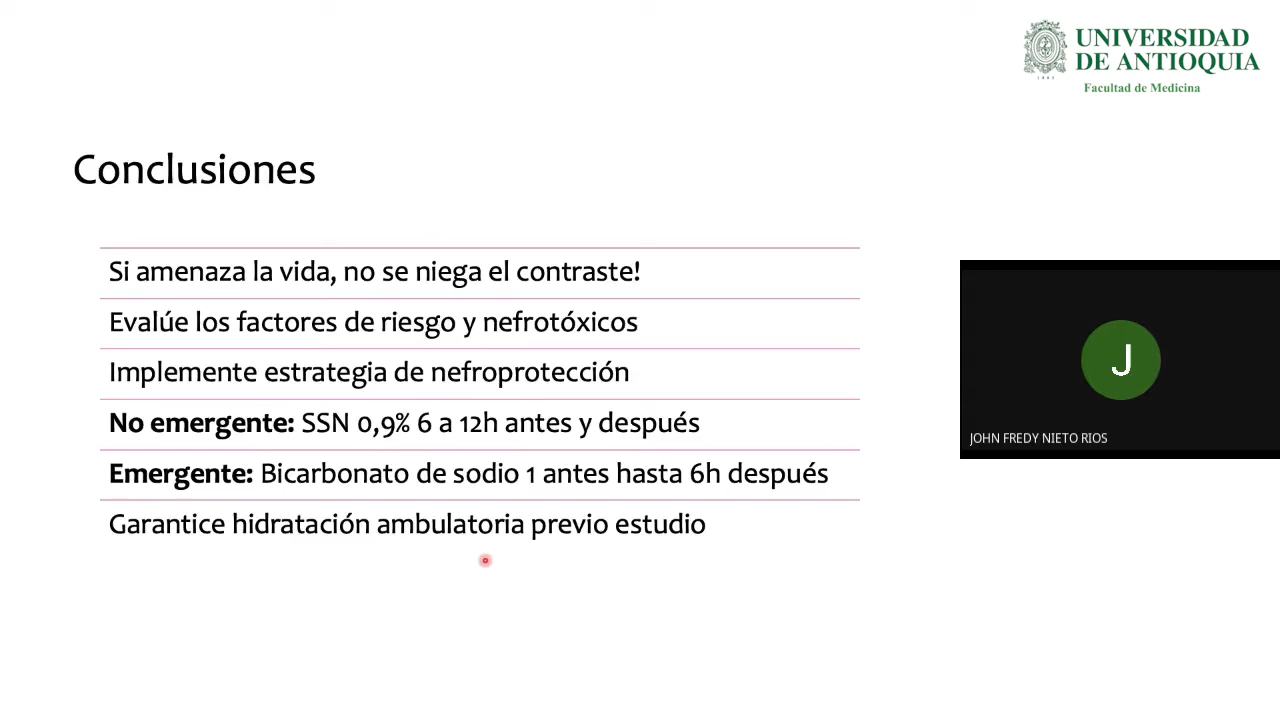 UNIVERSIDAD
DE ANTIOQUIA
1803
Facultad de Medicina
Conclusiones
Si amenaza la vida, no se niega el contraste!
Evalúe los factores de riesgo y nefrotóxicos
Implemente estrategia de nefroprotección
No emergente: SSN 0,9% 6 a 12h antes y después
Emergente: Bicarbonato de sodio 1 antes hasta 6h después
Garantice hidratación ambulatoria previo estudio
J
JOHN FREDY NIETO RIOS